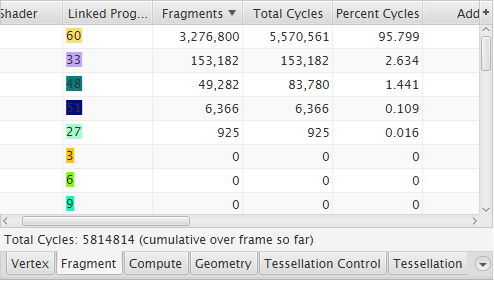 Shader Linked Prog... Fragments Total Cycles Percent Cycles Add +
60 3,276,800 5,570,561 95.799
33 153,182 153,182 2.634
48 49,282 83,780 1.441
51 6,366 6,366 0.109
27 925 925 0.016
3 0 0 0
6 0 0 0
9 0 0 0
Total Cycles: 5814814 (cumulative over frame so far)
Vertex Fragment Compute Geometry Tessellation Control Tessellation